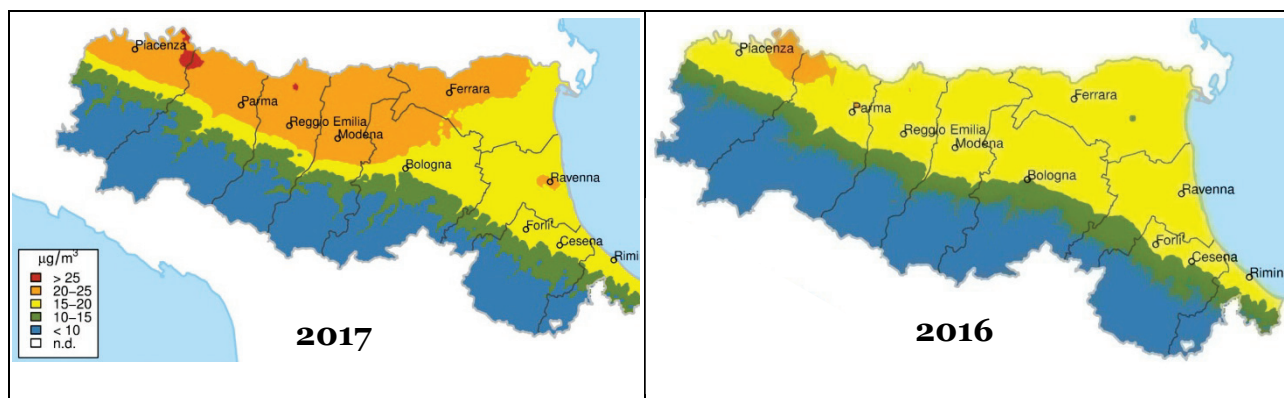 Piacenza
Parma
Ferrara
Reggio Emilia
Modena
Bologna
Ravenna
Forlì
Cesena
Rimin
µg/m³
> 25
20–25
15–20
10–15
< 10
n.d.
2017
Piacenza
Parma
Ferrara
Reggio Emilia
Modena
Bologna
Ravenna
Forlì
Cesena
Rimini
2016